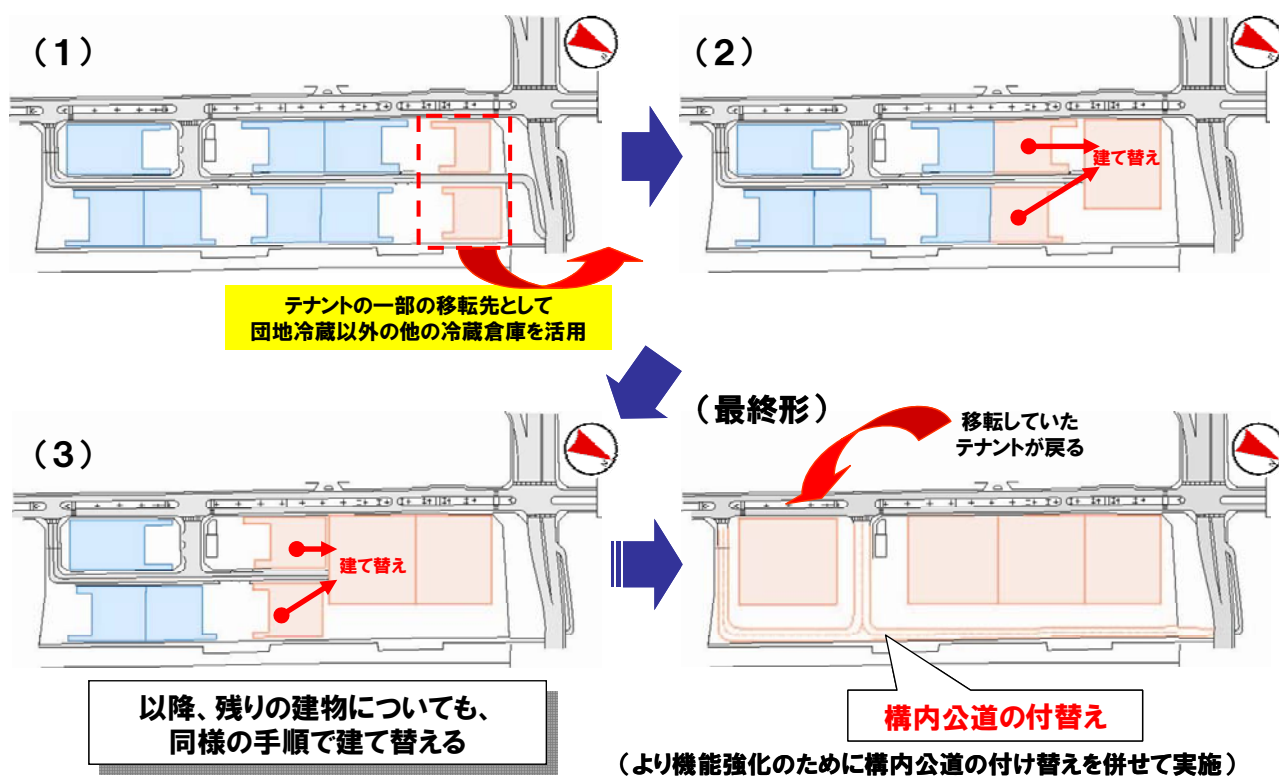 （1）
（2）
建て替え
テナントの一部の移転先として
団地冷蔵以外の他の冷蔵倉庫を活用
（3）
建て替え
（最終形）
移転していた
テナントが戻る
以降、残りの建物についても、
同様の手順で建て替える
構内公道の付替え
（より機能強化のために構内公道の付け替えを併せて実施）